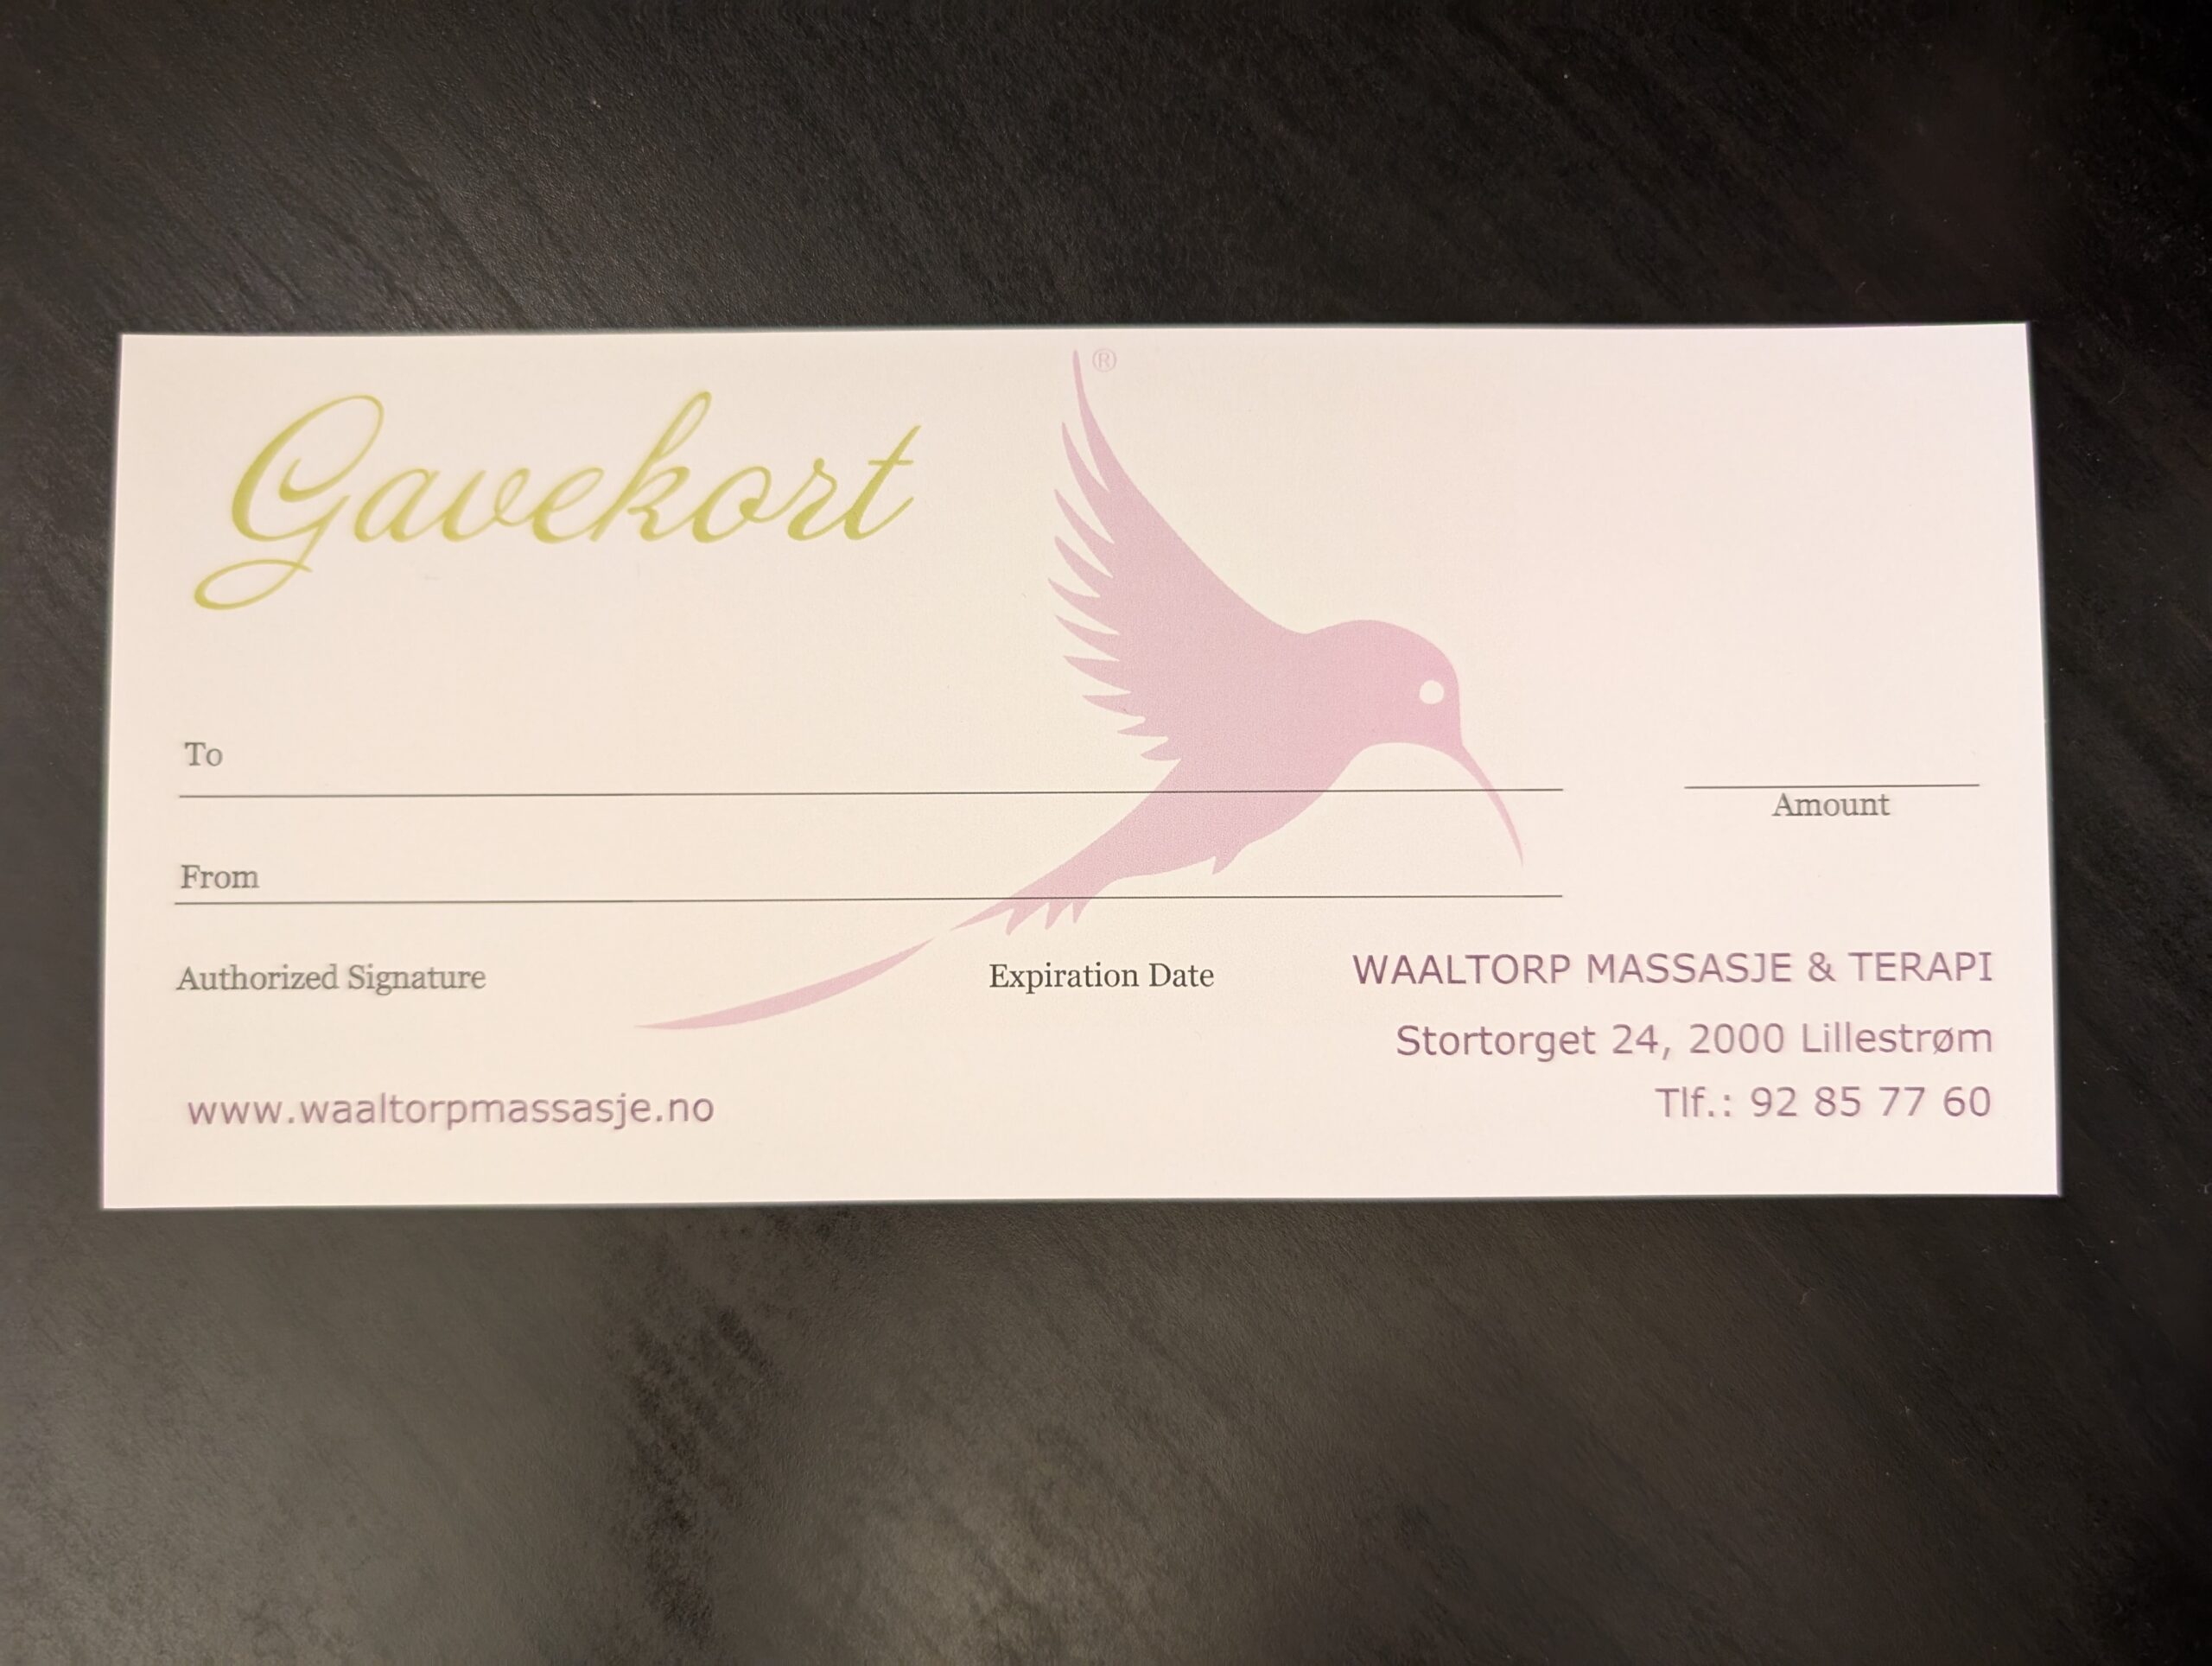 ®
Gavekort
To
Amount
From
Authorized Signature
Expiration Date
WAALTORP MASSASJE & TERAPI
Stortorget 24, 2000 Lillestrøm
www.waaltorpmassasje.no
Tlf.: 92 85 77 60